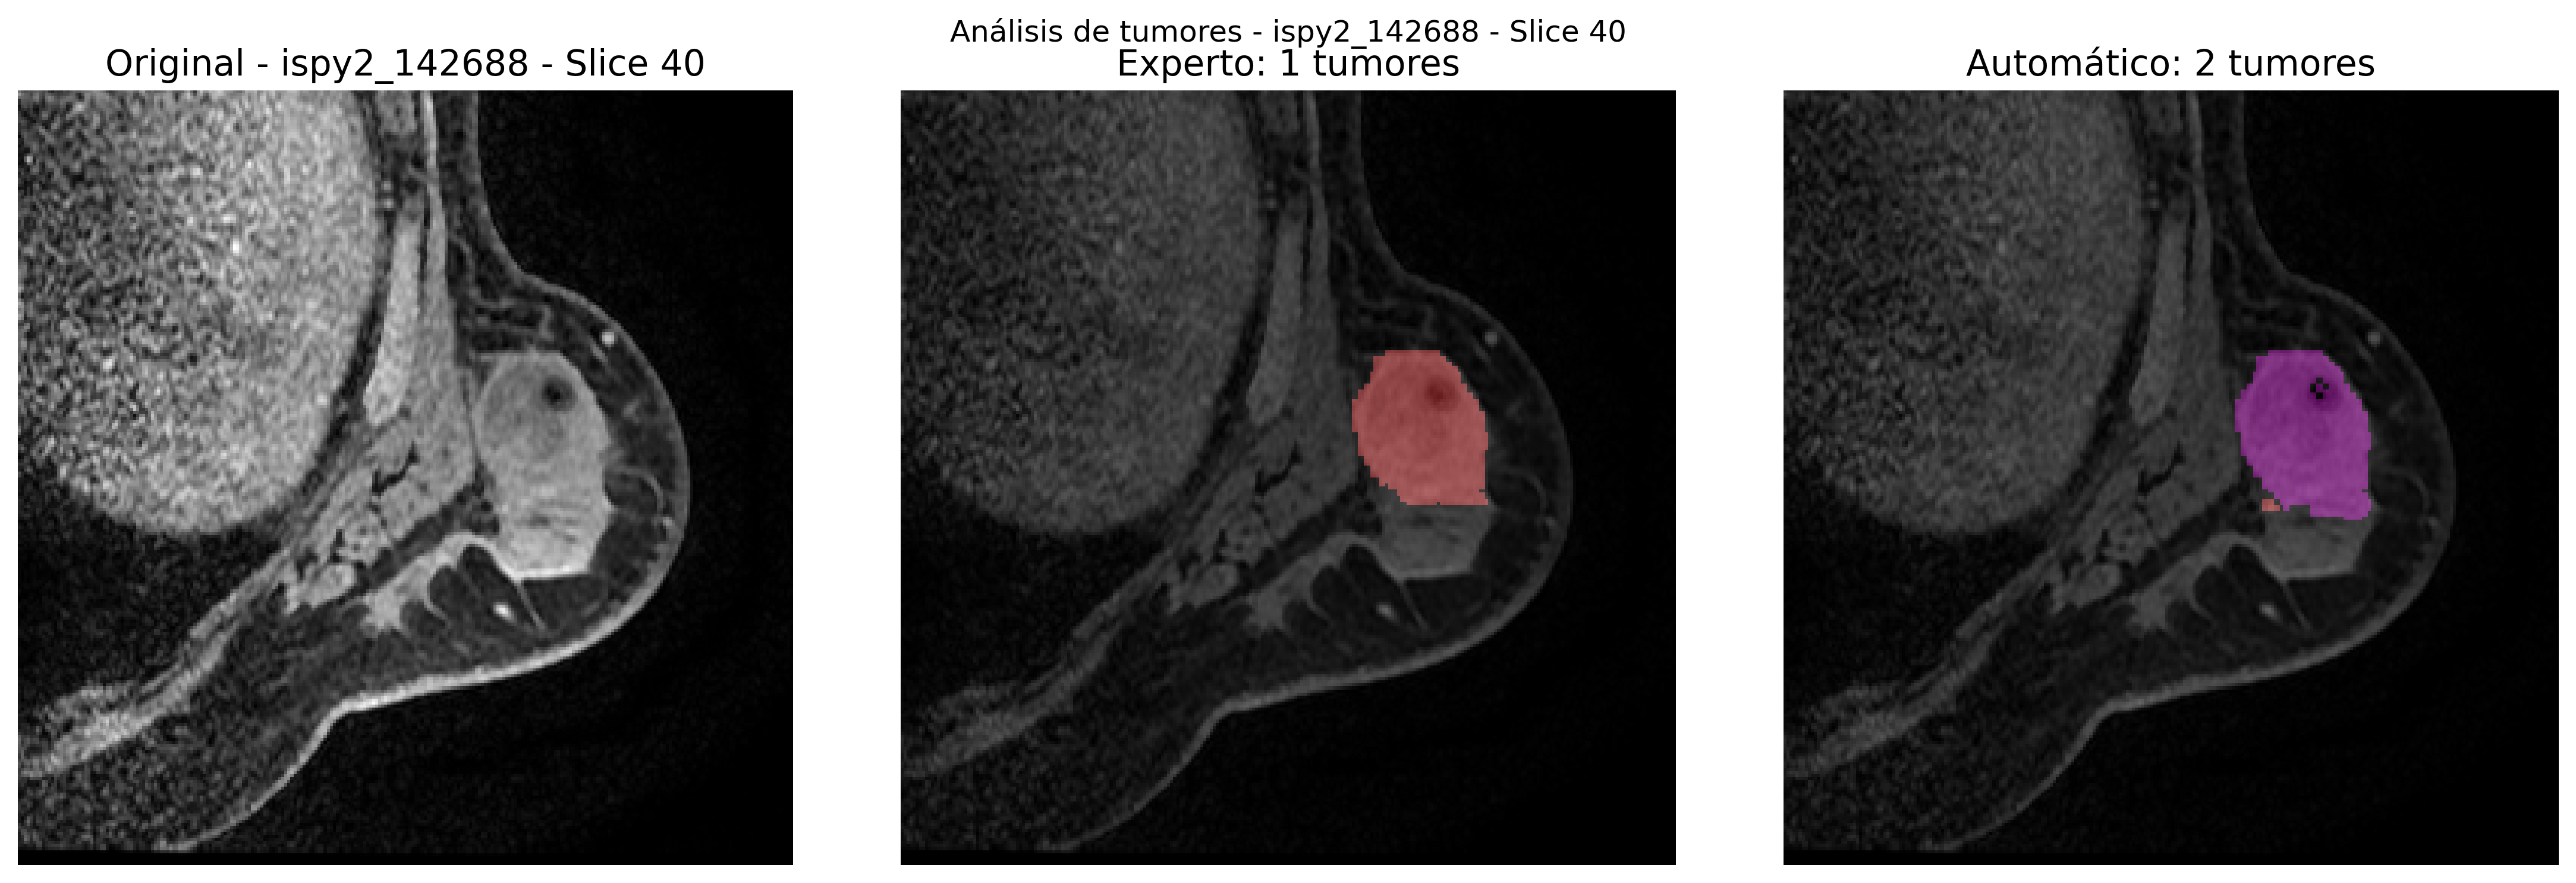 Análisis de tumores - ispy2_142688 - Slice 40
Original - ispy2_142688 - Slice 40
Experto: 1 tumores
Automático: 2 tumores